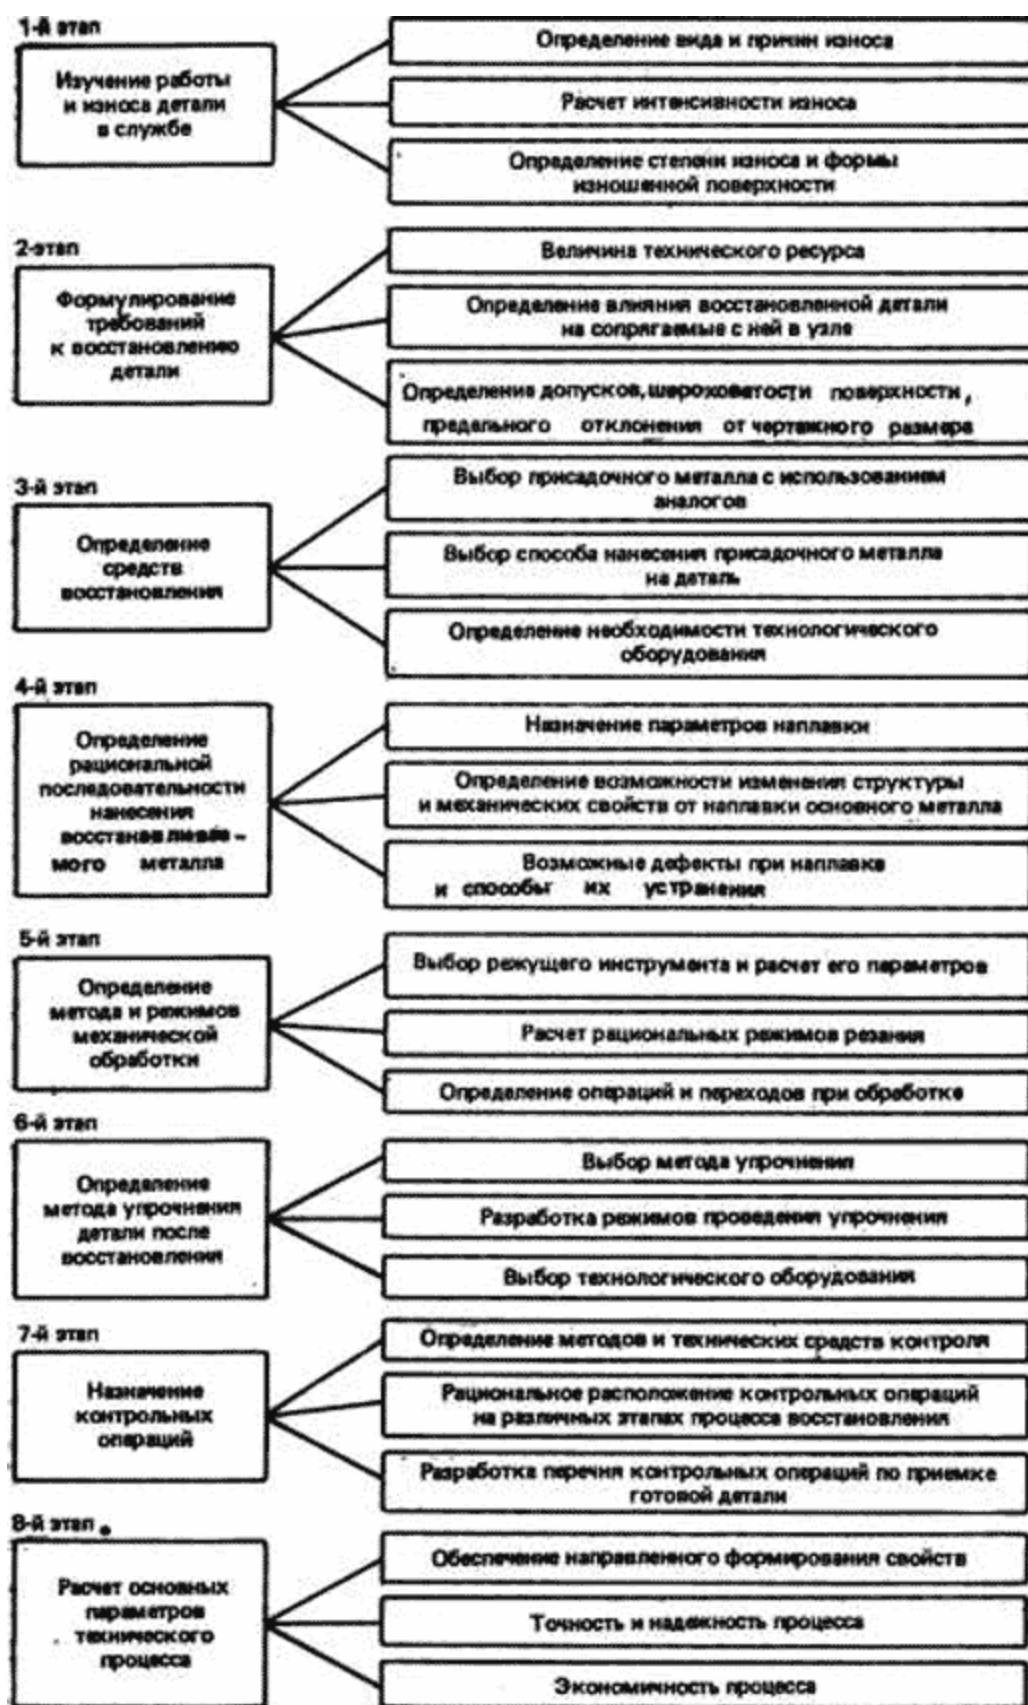 1-й этап
Изучение работы
и износа детали
в службе
Определение вида и причин износа
Расчет интенсивности износа
Определение степени износа и формы
изношенной поверхности
2-этап
Формулирование
требований
к восстановлению
детали
Величина технического ресурса
Определение влияния восстановленной детали
на сопрягаемые с ней в узле
Определение допусков, шероховатости поверхности,
предельного отклонения от чертежного размера
3-й этап
Определение
средств
восстановления
Выбор присадочного металла с использованием
аналогов
Выбор способа нанесения присадочного металла
на деталь
Определение необходимости технологического
оборудования
4-й этап
Определение
рациональной
последовательности
нанесения
восстанавливае-
мого металла
Назначение параметров наплавки
Определение возможности изменения структуры
и механических свойств от наплавки основного металла
Возможные дефекты при наплавке
и способы их устранения
5-й этап
Определение
метода и режимов
механической
обработки
Выбор режущего инструмента и расчет его параметров
Расчет рациональных режимов резания
Определение операций и переходов при обработке
6-й этап
Определение
метода упрочнения
детали после
восстановления
Выбор метода упрочнения
Разработка режимов проведения упрочнения
Выбор технологического оборудования
7-й этап
Назначение
контрольных
операций
Определение методов и технических средств контроля
Рациональное расположение контрольных операций
на различных этапах процесса восстановления
Разработка перечня контрольных операций по приемке
готовой детали
8-й этап
Расчет основных
параметров
технического
процесса
Обеспечение направленного формирования свойств
Точность и надежность процесса
Экономичность процесса